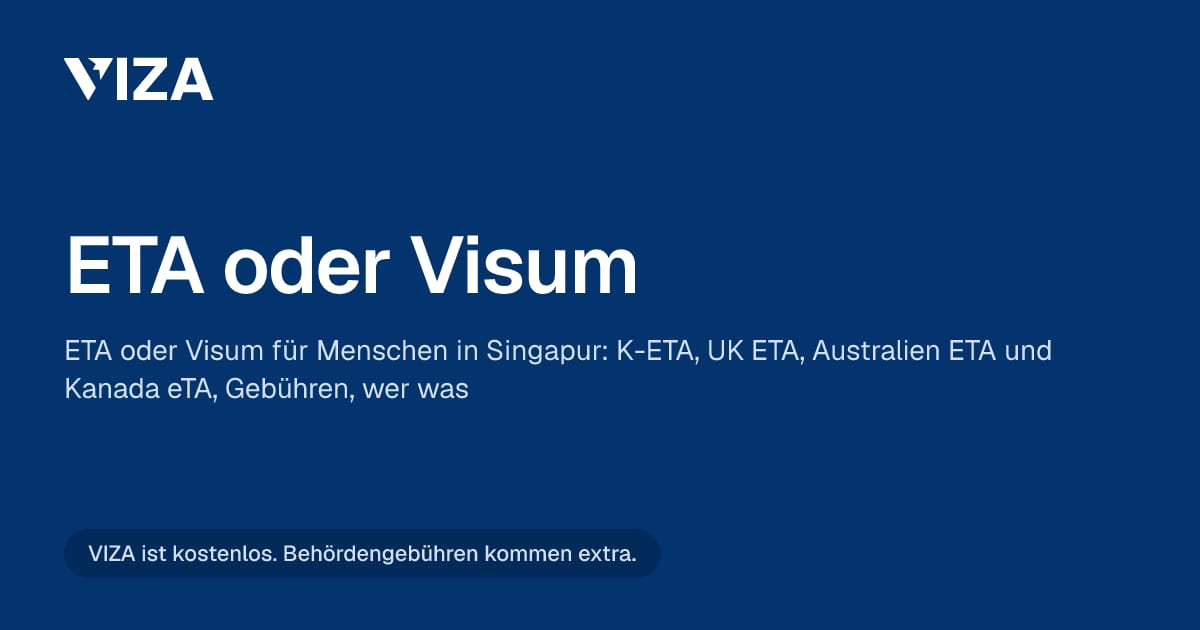 VIZA
ETA oder Visum
ETA oder Visum für Menschen in Singapur: K-ETA, UK ETA, Australien ETA und
Kanada eTA, Gebühren, wer was
VIZA ist kostenlos. Behördengebühren kommen extra.